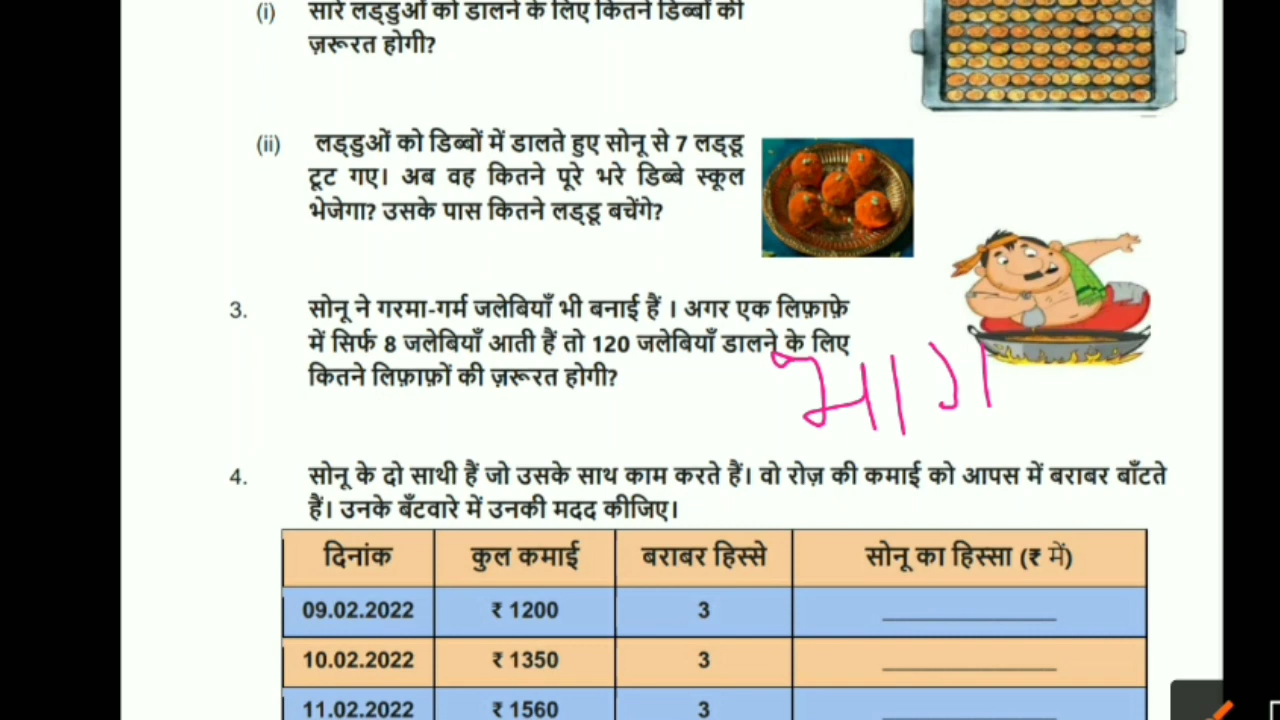 (i) सारे लड्डुओं को डालने के लिए कितने डिब्बों की
ज़रूरत होगी?
(ii) लड्डुओं को डिब्बों में डालते हुए सोनू से 7 लड्डू
टूट गए। अब वह कितने पूरे भरे डिब्बे स्कूल
भेजेगा? उसके पास कितने लड्डू बचेंगे?
3. सोनू ने गरमा-गर्म जलेबियाँ भी बनाई हैं । अगर एक लिफ़ाफ़े
में सिर्फ 8 जलेबियाँ आती हैं तो 120 जलेबियाँ डालने के लिए
कितने लिफ़ाफ़ों की ज़रूरत होगी?
भाग
4. सोनू के दो साथी हैं जो उसके साथ काम करते हैं। वो रोज़ की कमाई को आपस में बराबर बाँटते
हैं। उनके बँटवारे में उनकी मदद कीजिए।
दिनांक कुल कमाई बराबर हिस्से सोनू का हिस्सा (₹ में)
09.02.2022 ₹ 1200 3 ____________
10.02.2022 ₹ 1350 3 ____________
11.02.2022 ₹ 1560 3